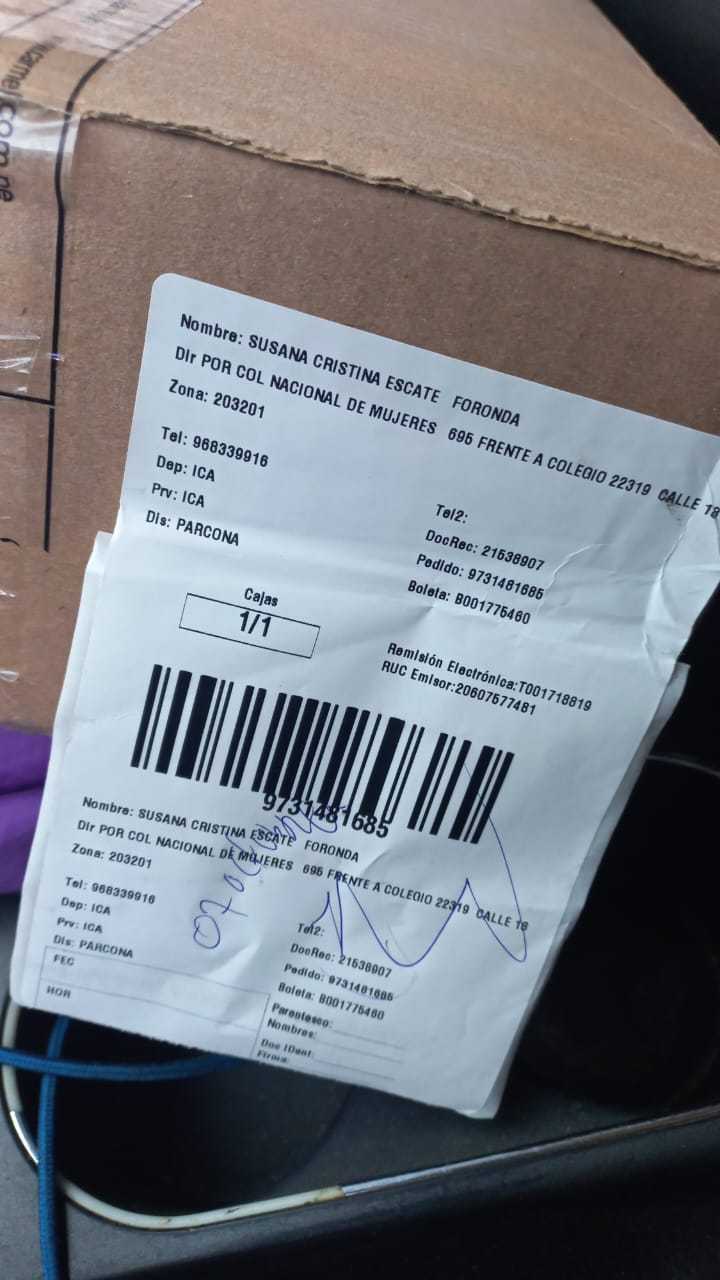 Nombre: SUSANA CRISTINA ESCATE FORONDA
Dir POR COL NACIONAL DE MUJERES 695 FRENTE A COLEGIO 22319 CALLE 18
Zona: 203201
Tel: 968339916
Dep: ICA
Prv: ICA
Dis: PARCONA
Tel2:
DocRec: 21538907
Pedido: 9731481685
Boleta: B001775460
Cajas
1/1
Remisión Electrónica:T001718819
RUC Emisor:20607577481
9731481685
Nombre: SUSANA CRISTINA ESCATE FORONDA
Dir POR COL NACIONAL DE MUJERES 695 FRENTE A COLEGIO 22319 CALLE 18
Zona: 203201
Tel: 968339916
Dep: ICA
Prv: ICA
Dis: PARCONA
FEC
HOR
Tel2:
DocRec: 21538907
Pedido: 9731481685
Boleta: B001775460
Parentesco:
Nombres:
Doc IDent:
Firma: